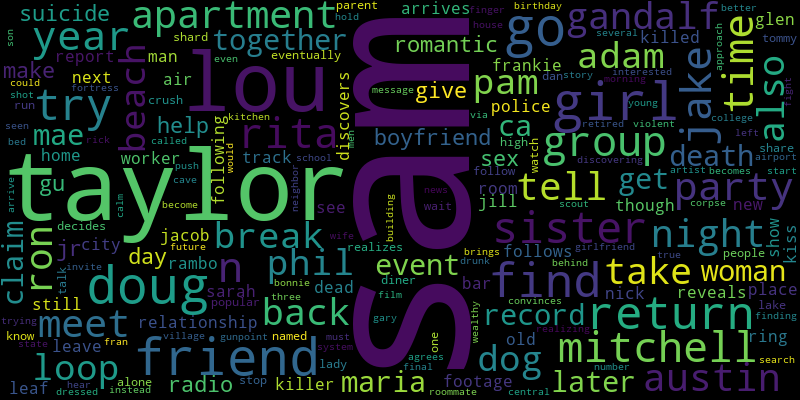 suicide
apartment
arrives
parent
finger
birthday
better
son
year
shard
hold
house
several
tommy
together
romantic
go
gandalf
glen
man
even
eventually
frankie
killed
approach
make
report
next
air
beach
lou
adam
time
also
could
fortress
crush
discovers
message
give
pam
dan
story
interested
morning
shot
run
try
kitchen
via
police
girl
jake
young
fight
seen
mae
help
called
rita
men
boyfriend
ca
high
retired
violent
college
left
bed
rick
would
following
sex
watch
group
death
discovering
share
airport
home
worker
track
school
follow
tell
get
artist
becomes
start
gu
push
cave
neighbor
see
news
room
scout
though
party
corpse
arrive
taylor
calm
become
wait
jill
sister
new
claim
ron
decides
jacob
break
wife
sam
building
night
show
kiss
jr
city
future
phil
realizes
event
follows
girlfriend
people
talk
day
rambo
n
diner
brings
find
behind
true
invite
doug
sarah
bonnie
dead
bar
drunk
take
woman
still
popular
three
film
nick
reveals
place
trying
know
meet
relationship
back
gary
one
wealthy
record
return
lake
finding
state
fran
village
gunpoint
must
convinces
realizing
ring
leave
friend
named
system
agrees
dog
old
mitchell
search
loop
radio
stop
lady
final
number
leaf
alone
killer
maria
footage
later
austin
dressed
hear
instead
roommate
central